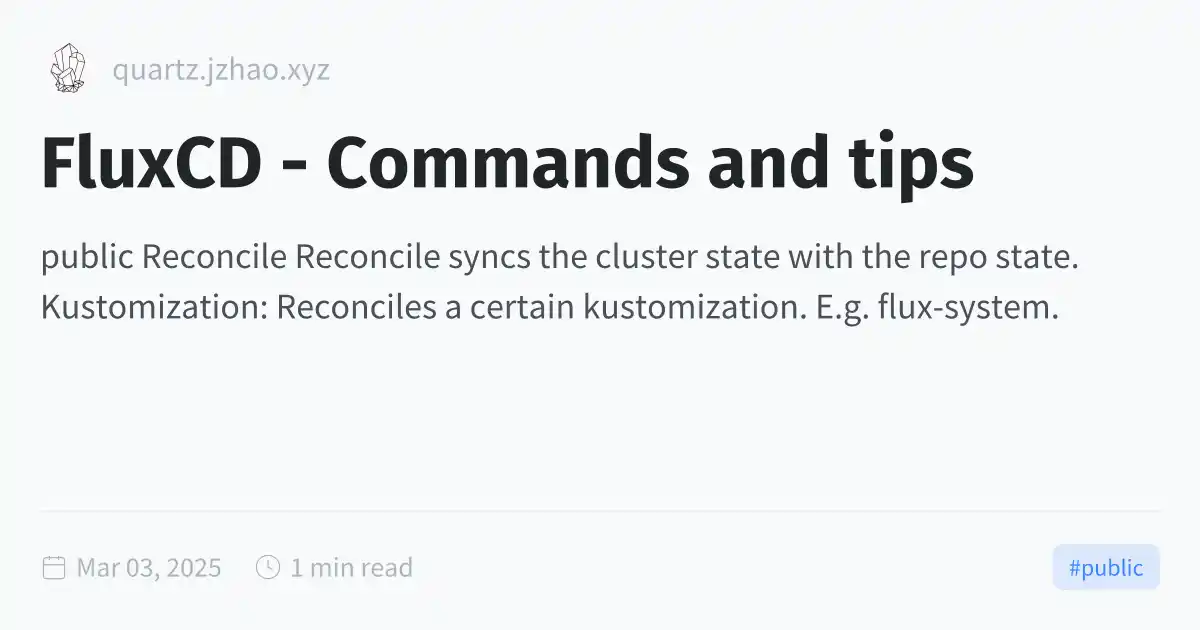 quartz.jzhao.xyz
FluxCD - Commands and tips
public Reconcile Reconcile syncs the cluster state with the repo state.
Kustomization: Reconciles a certain kustomization. E.g. flux-system.
Mar 03, 2025 1 min read #public